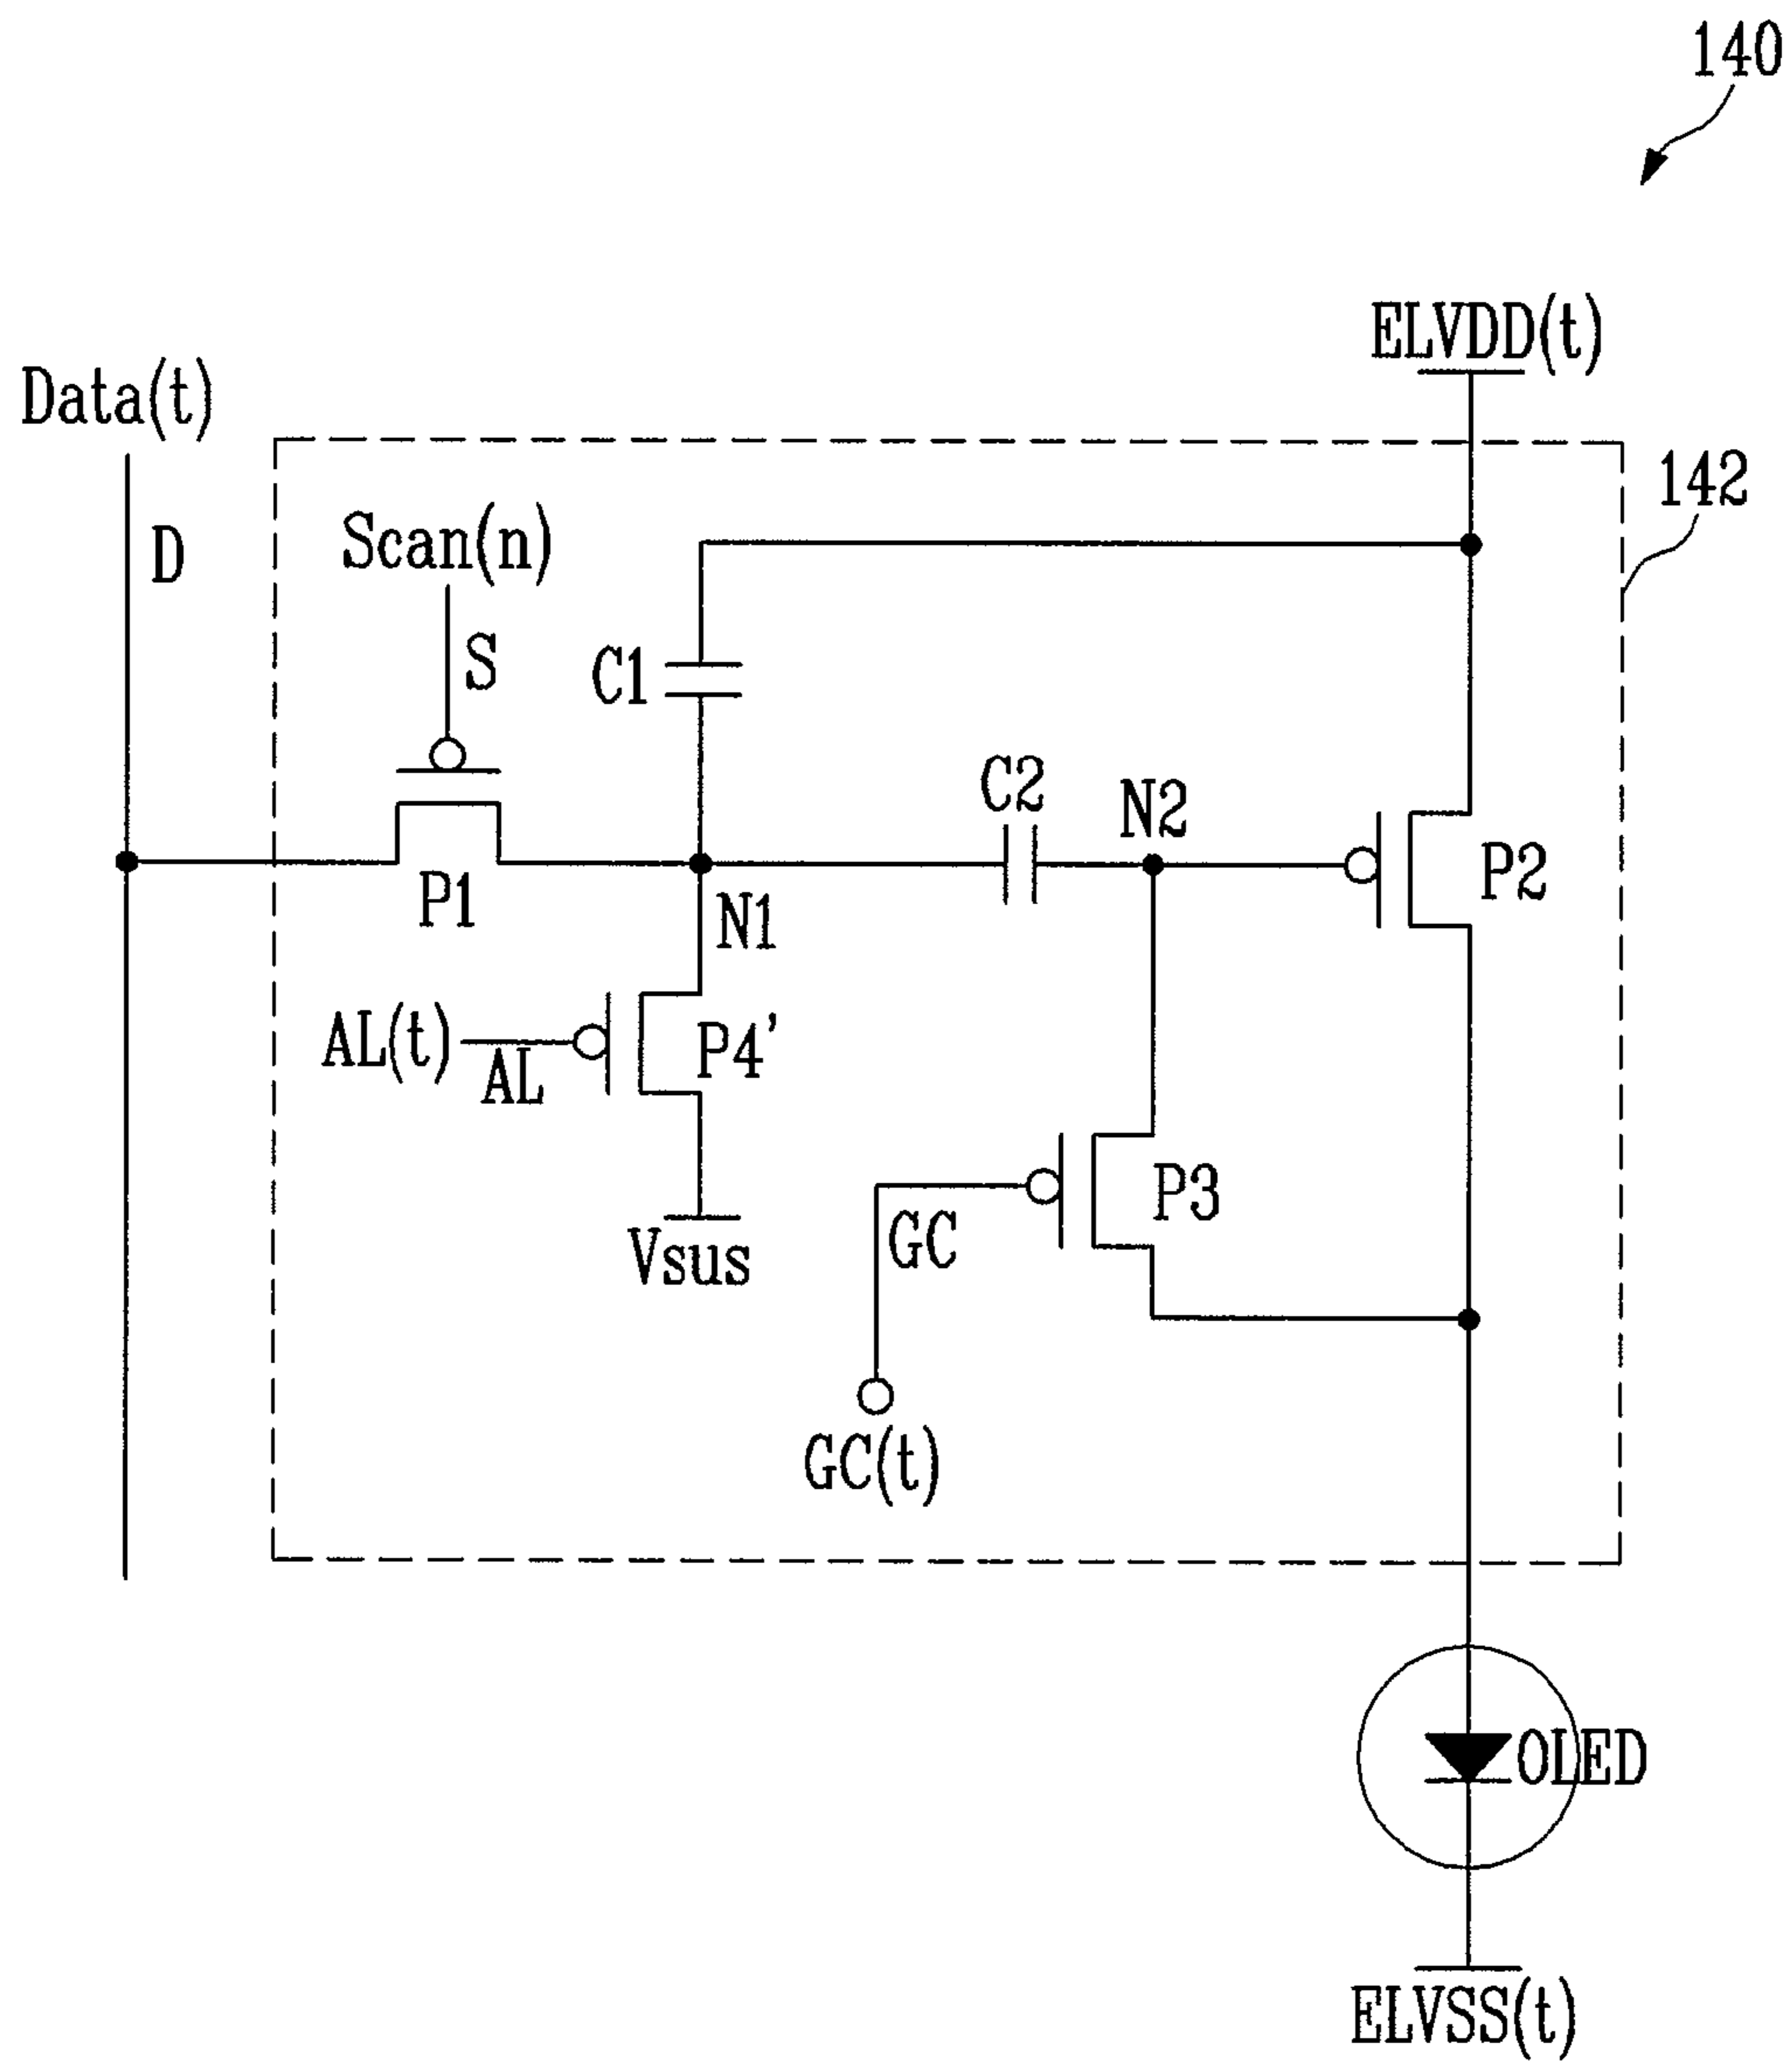 140
ELVDD(t)
Data(t)
142
D
Scan(n)
S
C1
C2
N2
P2
P1
N1
AL(t)
AL
P4'
P3
GC
Vsus
GC(t)
OLED
ELVSS(t)